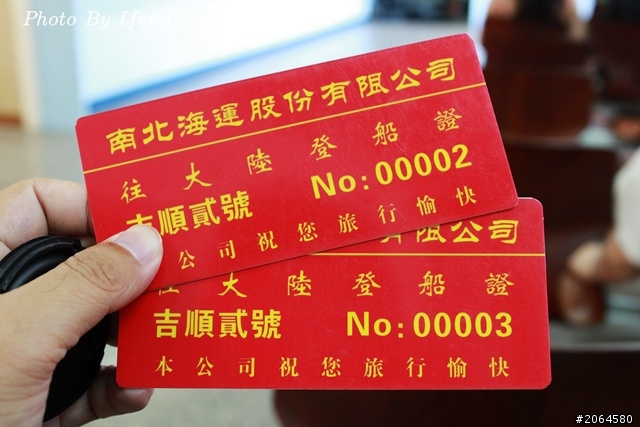 Photo By Ifong
南北海運股份有限公司
往大陸登船證
吉順貳號 No: 00002
公司祝您旅行愉快
有限公司
往大陸登船證
吉順貳號 No: 00003
本公司祝您旅行愉快
#2064580